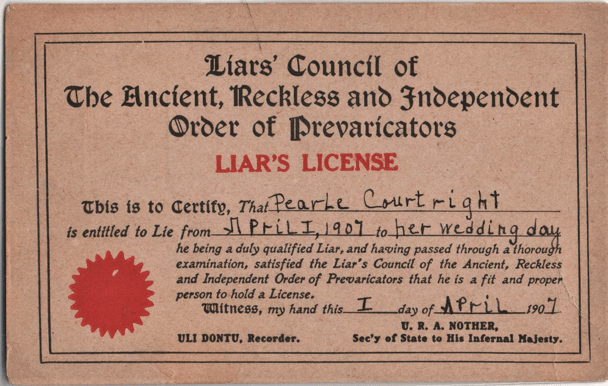 Liars' Council of
The Ancient, Reckless and Independent
Order of Prevaricators
LIAR'S LICENSE
This is to Certify, That Pearle Courtright
is entitled to Lie from April I, 1907 to her wedding day
he being a duly qualified Liar, and having passed through a thorough
examination, satisfied the Liar's Council of the Ancient, Reckless
and Independent Order of Prevaricators that he is a fit and proper
person to hold a License.
Witness, my hand this I day of April 1907
U. R. A. NOTHER,
ULI DONTU, Recorder. Sec'y of State to His Infernal Majesty.